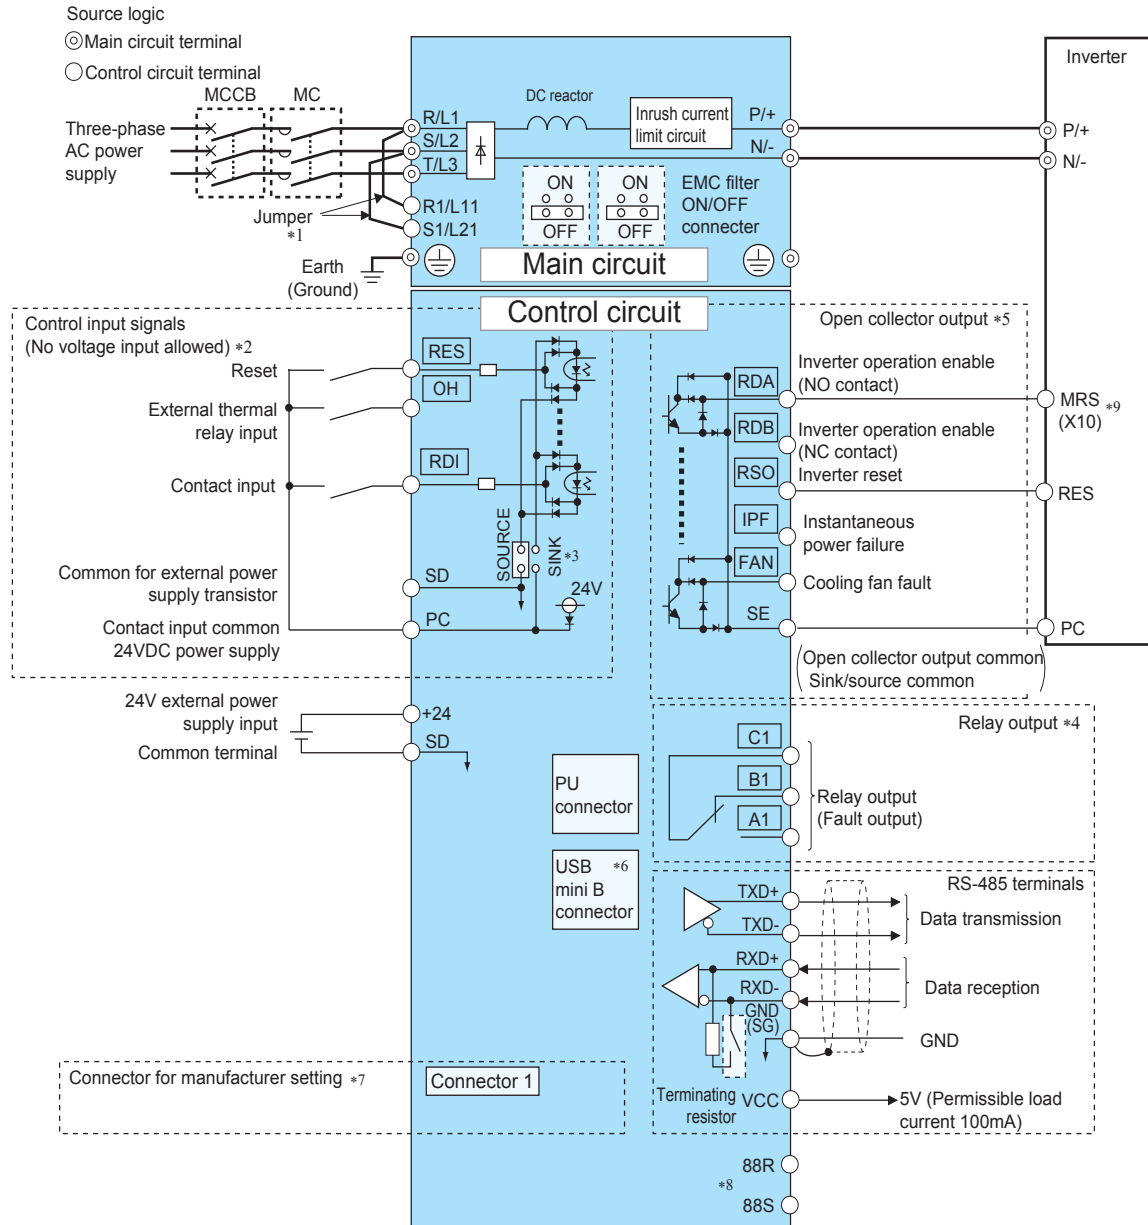 Source logic
Main circuit terminal
Control circuit terminal
MCCB
MC
Three-phase
AC power
supply
Jumper
*1
Earth
(Ground)
R/L1
S/L2
T/L3
R1/L11
S1/L21
DC reactor
Inrush current
limit circuit
P/+
N/-
ON
OFF
ON
OFF
EMC filter
ON/OFF
connecter
Main circuit
Inverter
P/+
N/-
Control circuit
Control input signals
(No voltage input allowed) *2
Reset
External thermal
relay input
Contact input
Common for external power
supply transistor
Contact input common
24VDC power supply
RES
OH
RDI
SD
PC
SOURCE
SINK
*3
24V
Open collector output *5
RDA
Inverter operation enable
(NO contact)
RDB
Inverter operation enable
(NC contact)
RSO
Inverter reset
IPF
Instantaneous
power failure
FAN
Cooling fan fault
SE
(Open collector output common
Sink/source common)
MRS *9
(X10)
RES
PC
24V external power
supply input
Common terminal
+24
SD
PU
connector
USB *6
mini B
connector
Relay output *4
C1
B1
A1
Relay output
(Fault output)
RS-485 terminals
TXD+
TXD-
Data transmission
RXD+
RXD-
Data reception
GND
(SG)
GND
Terminating
resistor
VCC
5V (Permissible load
current 100mA)
Connector for manufacturer setting *7
Connector 1
88R
*8
88S